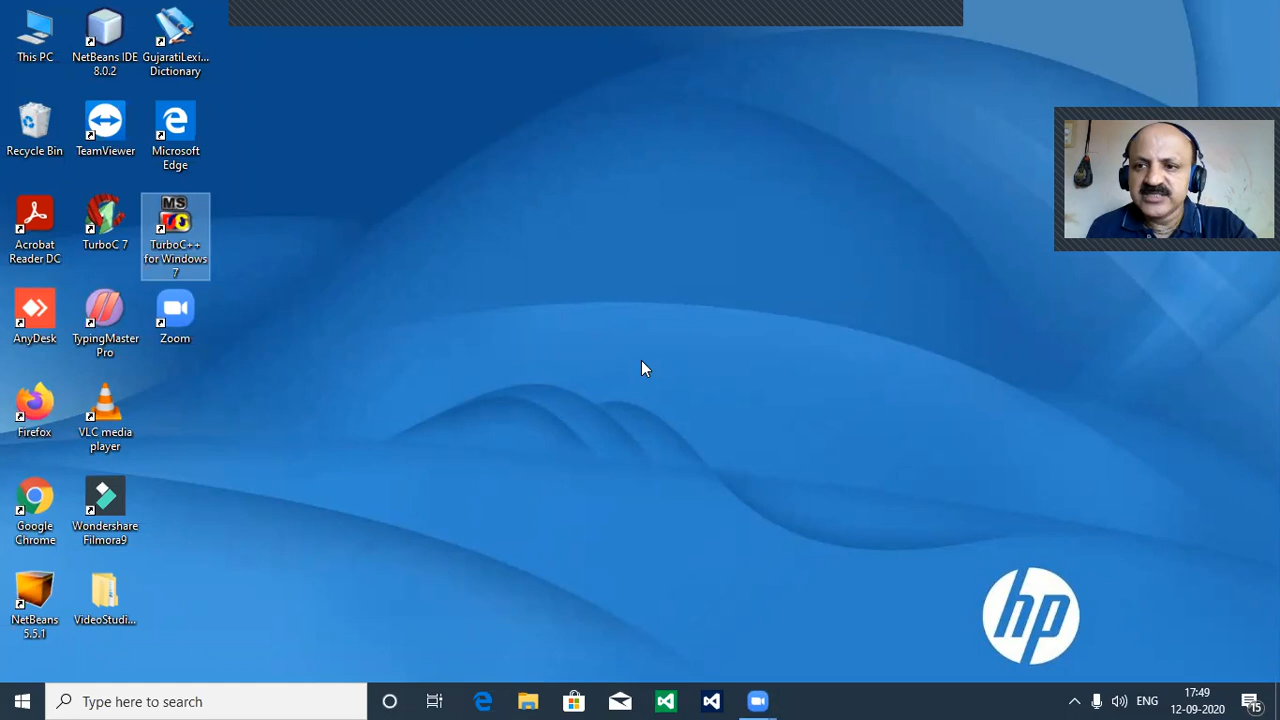 This PC
NetBeans IDE
8.0.2
GujaratiLexi...
Dictionary
Recycle Bin
TeamViewer
Microsoft
Edge
Acrobat
Reader DC
TurboC 7
MS
TurboC++
for Windows
7
AnyDesk
TypingMaster
Pro
Zoom
Firefox
VLC media
player
Google
Chrome
Wondershare
Filmora9
NetBeans
5.5.1
VideoStudi...
hp
Type here to search
ENG
17:49
12-09-2020
15